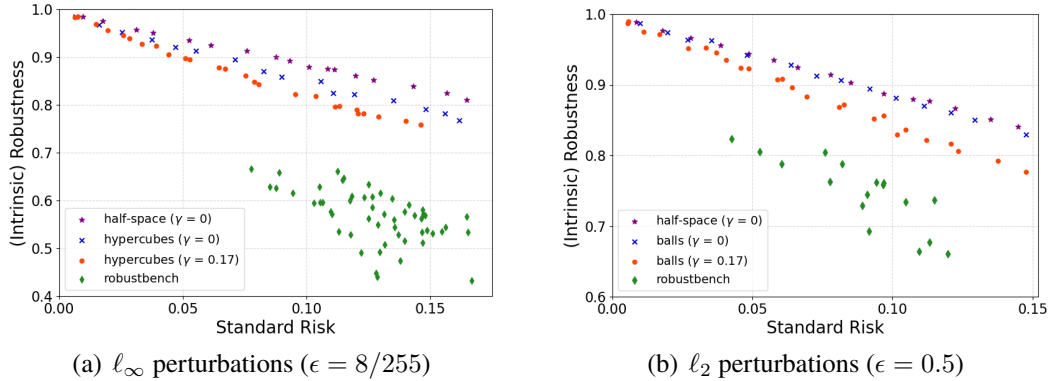 1.0
0.9
0.8
0.7
0.6
0.5
0.4
(Intrinsic) Robustness
half-space (γ = 0)
hypercubes (γ = 0)
hypercubes (γ = 0.17)
robustbench
0.00 0.05 0.10 0.15
Standard Risk
(a) ℓ∞ perturbations (ϵ = 8/255)
1.0
0.9
0.8
0.7
0.6
(Intrinsic) Robustness
half-space (γ = 0)
balls (γ = 0)
balls (γ = 0.17)
robustbench
0.00 0.05 0.10 0.15
Standard Risk
(b) ℓ2 perturbations (ϵ = 0.5)